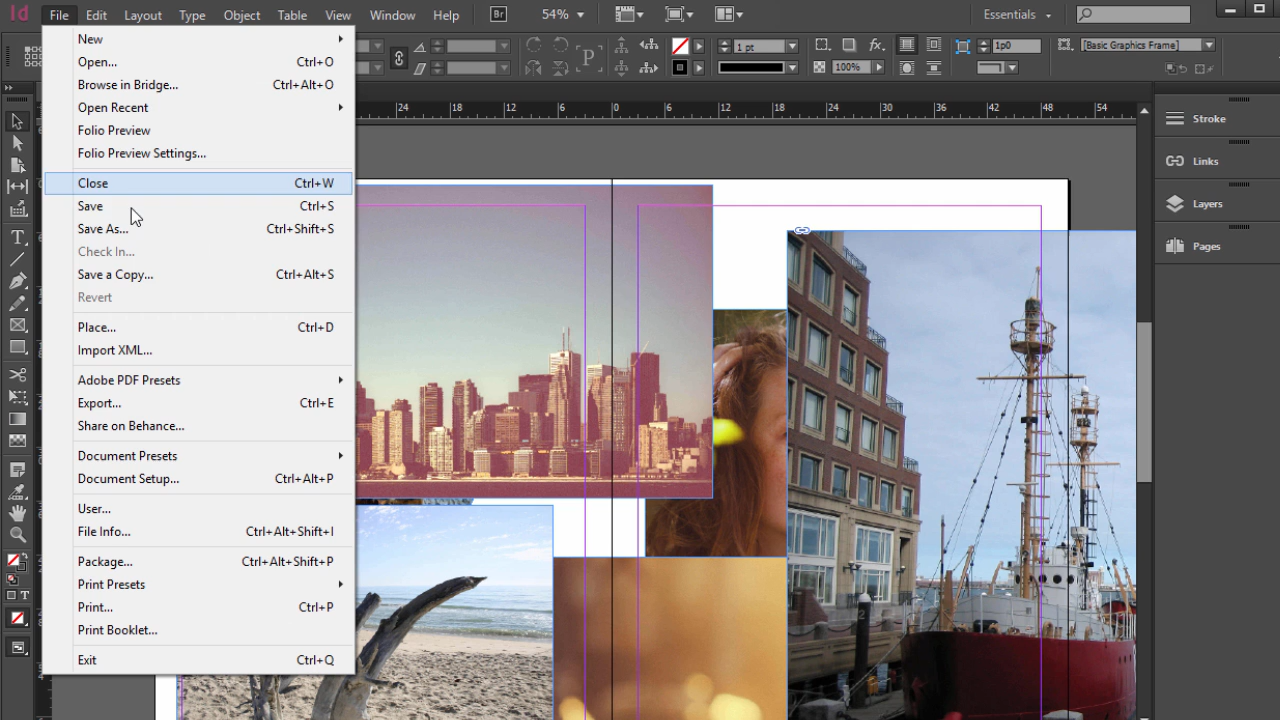 Id File Edit Layout Type Object Table View Window Help Br 54% Essentials
1 pt 1p0 [Basic Graphics Frame]
100%
24 18 12 6 0 6 12 18 24 30 36 42 48 54
New
Open... Ctrl+O
Browse in Bridge... Ctrl+Alt+O
Open Recent
Folio Preview
Folio Preview Settings...
Close Ctrl+W
Save Ctrl+S
Save As... Ctrl+Shift+S
Check In...
Save a Copy... Ctrl+Alt+S
Revert
Place... Ctrl+D
Import XML...
Adobe PDF Presets
Export... Ctrl+E
Share on Behance...
Document Presets
Document Setup... Ctrl+Alt+P
User...
File Info... Ctrl+Alt+Shift+I
Package... Ctrl+Alt+Shift+P
Print Presets
Print... Ctrl+P
Print Booklet...
Exit Ctrl+Q
Stroke
Links
Layers
Pages